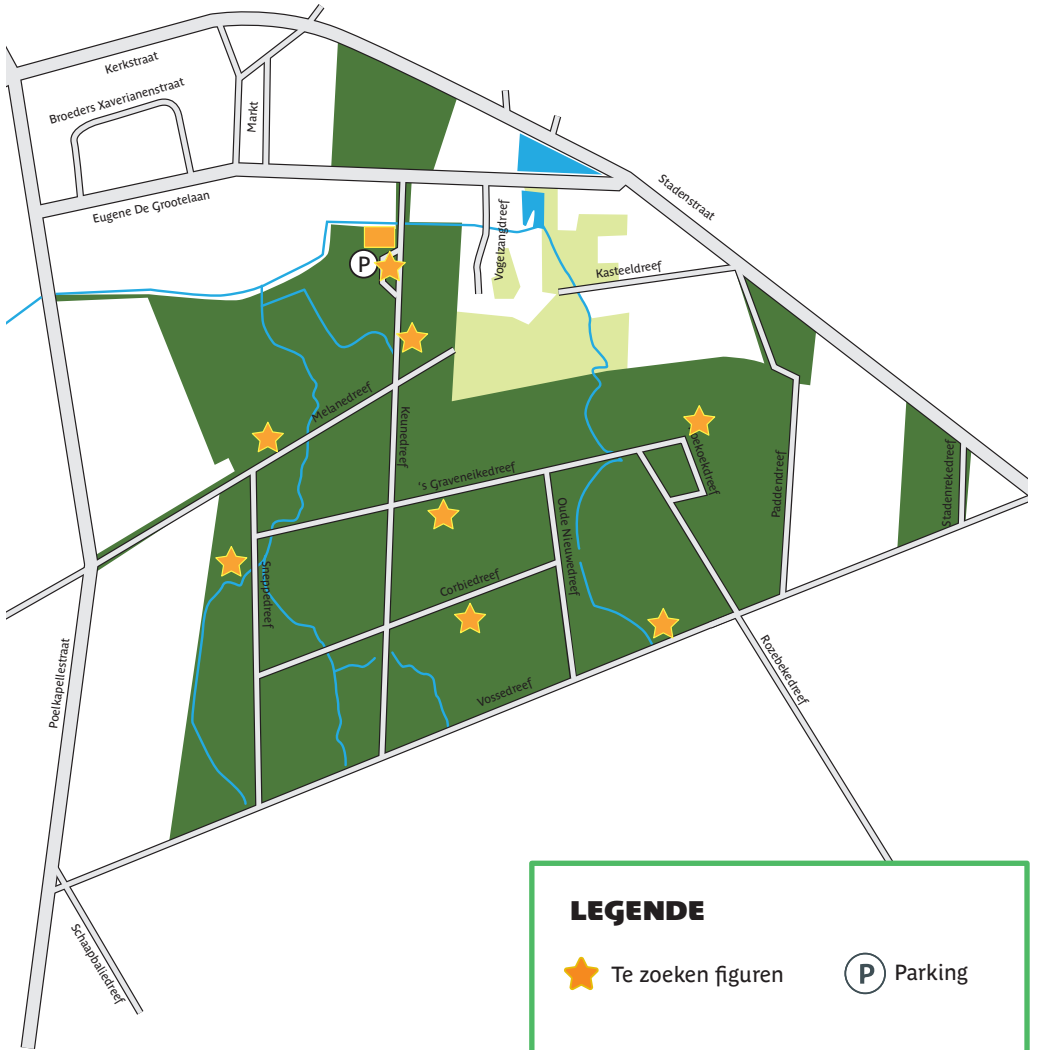 Kerkstraat
Broeders Xaverianenstraat
Markt
Eugene De Grootelaan
Stadenstraat
Vogelzangdreef
Kasteeldreef
P
Melanedreef
Keunedreef
's Graveneikedreef
Paddendreef
Stadenrekedreef
Oude Nieuwedreef
Sneppedreef
Corbiedreef
Vossedreef
Poelkapellestraat
Rozebekedreef
Schaapbaliedreef
LEGENDE
Te zoeken figuren
P Parking